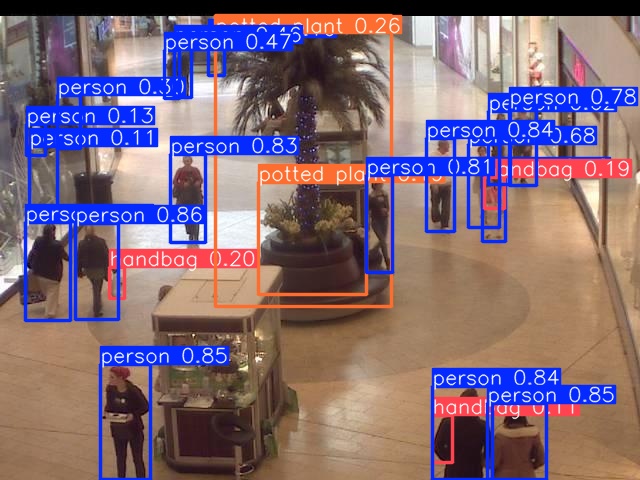 potted plant 0.26
person 0.47
person 0.3
person 0.78
person 0.13
person 0.84
0.68
person 0.11
person 0.83
person 0.81
handbag 0.19
potted plant
person 0.86
handbag 0.20
person 0.85
person 0.84
person 0.85
handbag 0.11